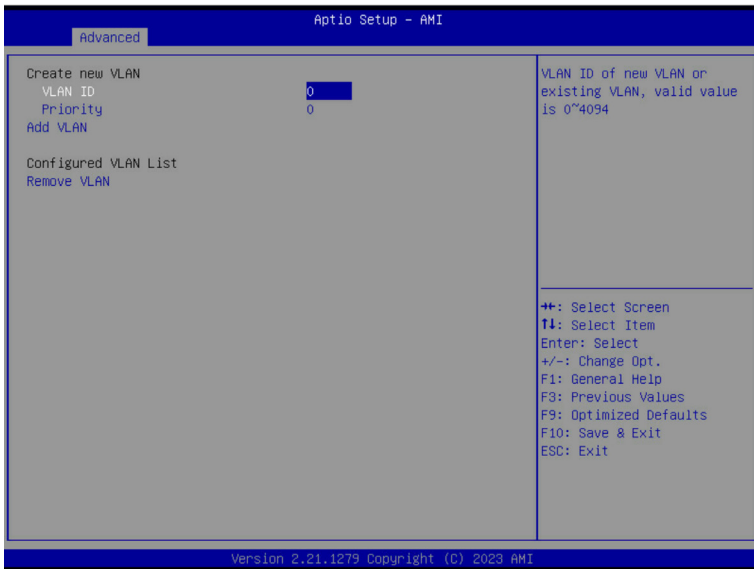 Aptio Setup – AMI
Advanced
Create new VLAN
VLAN ID 0
Priority 0
Add VLAN
Configured VLAN List
Remove VLAN
VLAN ID of new VLAN or
existing VLAN, valid value
is 0~4094
→←: Select Screen
↑↓: Select Item
Enter: Select
+/-: Change Opt.
F1: General Help
F3: Previous Values
F9: Optimized Defaults
F10: Save & Exit
ESC: Exit
Version 2.21.1279 Copyright (C) 2023 AMI